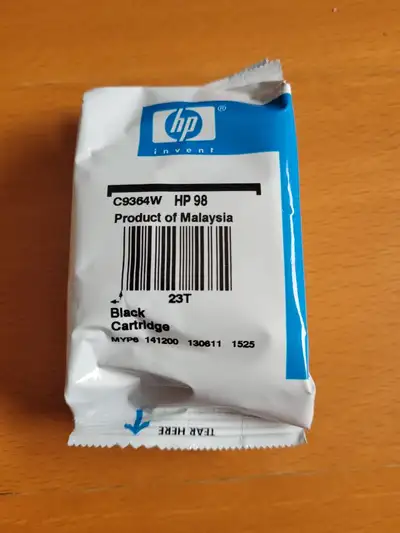 hp®
invent
C9364W HP 98
Product of Malaysia
23T
Black
Cartridge
MYP6 141200 130611 1525
TEAR HERE